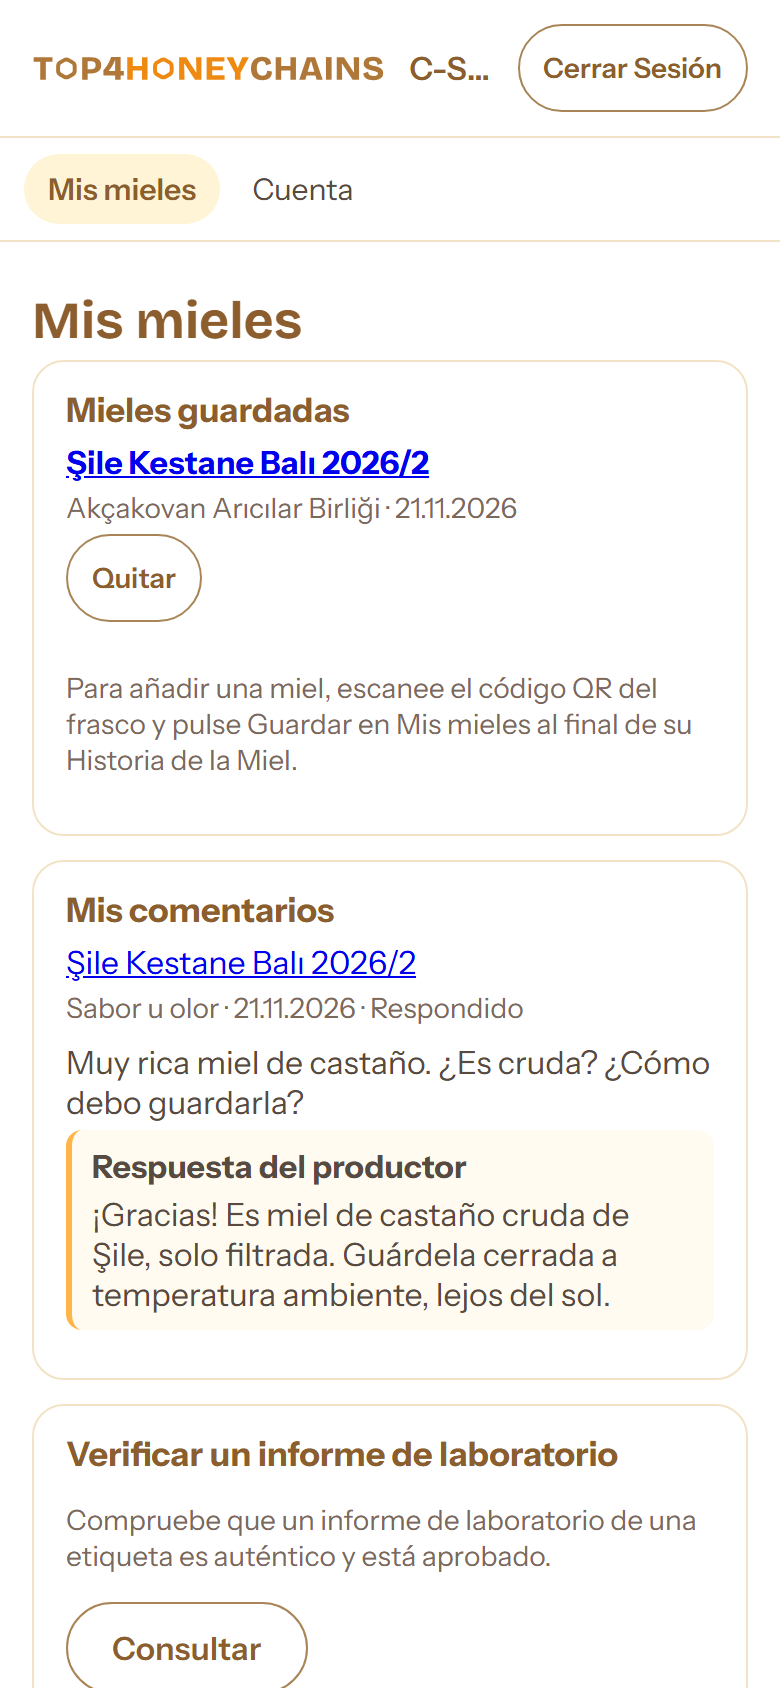 TOP4HONEYCHAINS C-S... Cerrar Sesión
Mis mieles Cuenta
Mis mieles
Mieles guardadas
Şile Kestane Balı 2026/2
Akçakovan Arıcılar Birliği · 21.11.2026
Quitar
Para añadir una miel, escanee el código QR del
frasco y pulse Guardar en Mis mieles al final de su
Historia de la Miel.
Mis comentarios
Şile Kestane Balı 2026/2
Sabor u olor · 21.11.2026 · Respondido
Muy rica miel de castaño. ¿Es cruda? ¿Cómo
debo guardarla?
Respuesta del productor
¡Gracias! Es miel de castaño cruda de
Şile, solo filtrada. Guárdela cerrada a
temperatura ambiente, lejos del sol.
Verificar un informe de laboratorio
Compruebe que un informe de laboratorio de una
etiqueta es auténtico y está aprobado.
Consultar